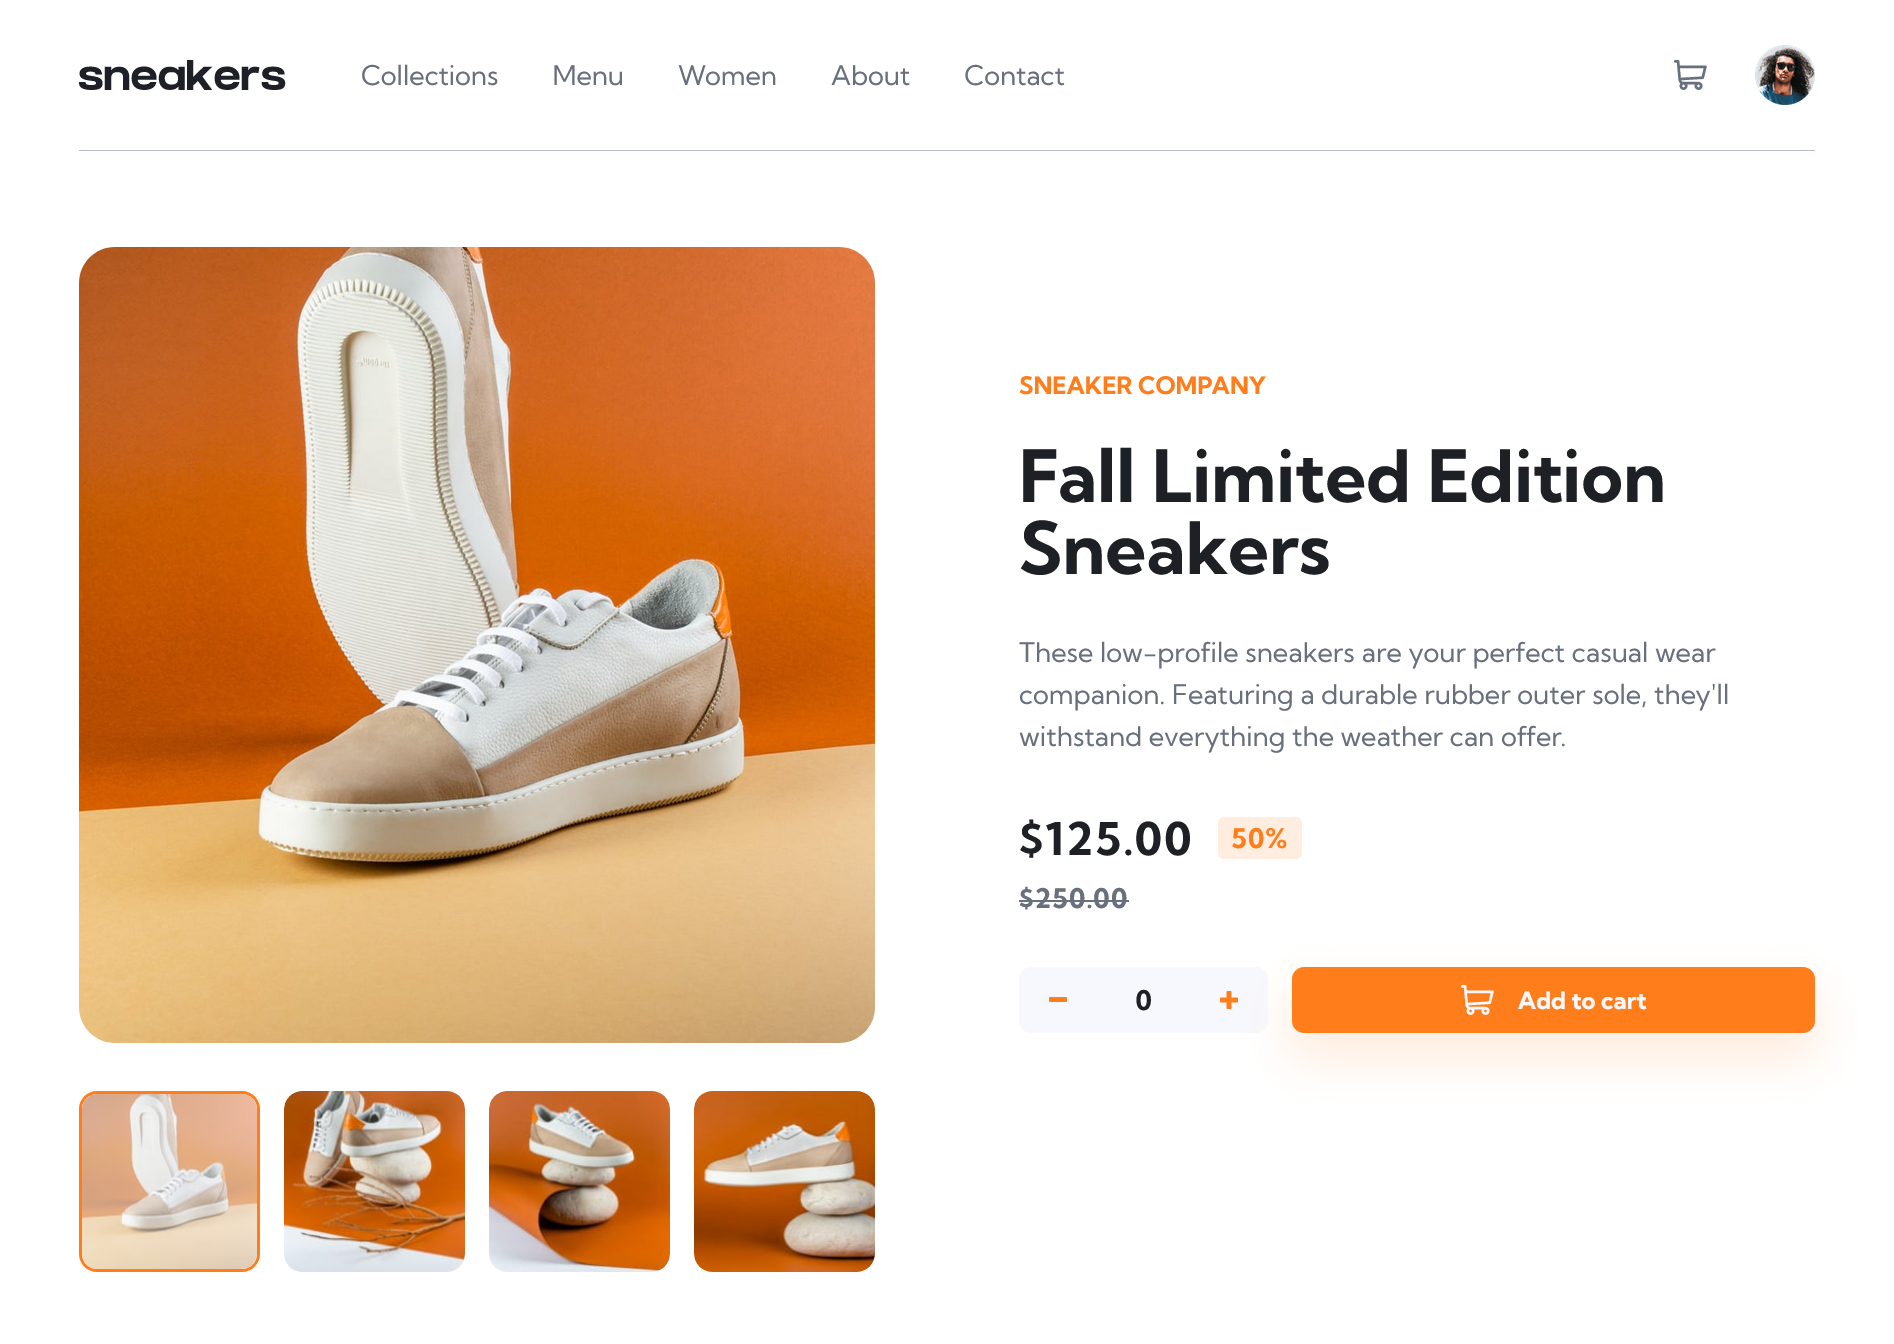 sneakers
Collections
Menu
Women
About
Contact
SNEAKER COMPANY
Fall Limited Edition
Sneakers
These low-profile sneakers are your perfect casual wear
companion. Featuring a durable rubber outer sole, they'll
withstand everything the weather can offer.
$125.00 50%
$250.00
0
Add to cart